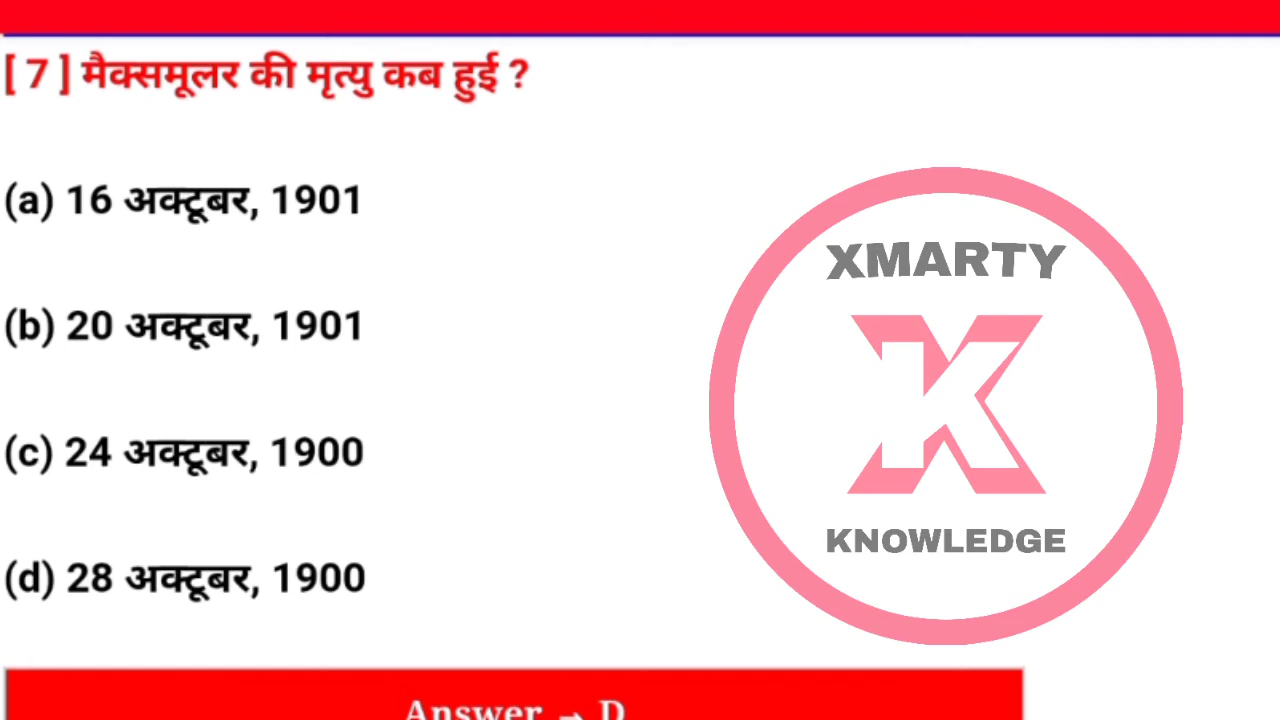 [ 7 ] मैक्समूलर की मृत्यु कब हुई ?
(a) 16 अक्टूबर, 1901
(b) 20 अक्टूबर, 1901
(c) 24 अक्टूबर, 1900
(d) 28 अक्टूबर, 1900
XMARTY
K
KNOWLEDGE
Answer → D